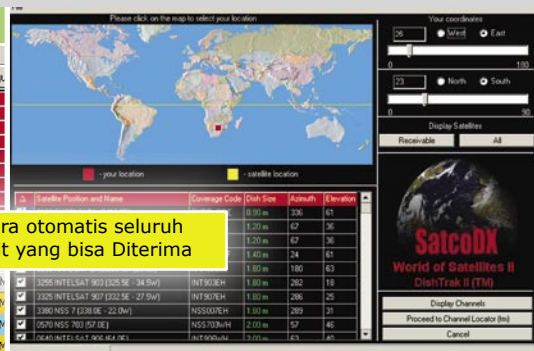 Please click on the map to select your location
- your location
- satellite location
Satellite Position and Name Coverage Code Dish Size Azimuth Elevation
0.90 m 336 61
1.20 m 67 36
1.20 m 67 36
1.40 m 24 61
1.80 m 180 63
3255 INTELSAT 903 (325.5E - 34.5W) INT903EH 1.80 m 282 18
3325 INTELSAT 907 (332.5E - 27.5W) INT907EH 1.80 m 286 25
3380 NSS 7 (338.0E - 22.0W) NSS007EH 1.80 m 289 31
0570 NSS 703 (57.0E) NSS703WH 2.00 m 57 46
ra otomatis seluruh
t yang bisa Diterima
Your coordinates
26 West East
0 180
23 North South
0 90
Display Satellites
Receivable All
SatcoDX
World of Satellites II
DishTrak II (TM)
Display Channels
Proceed to Channel Locator (tm)
Cancel